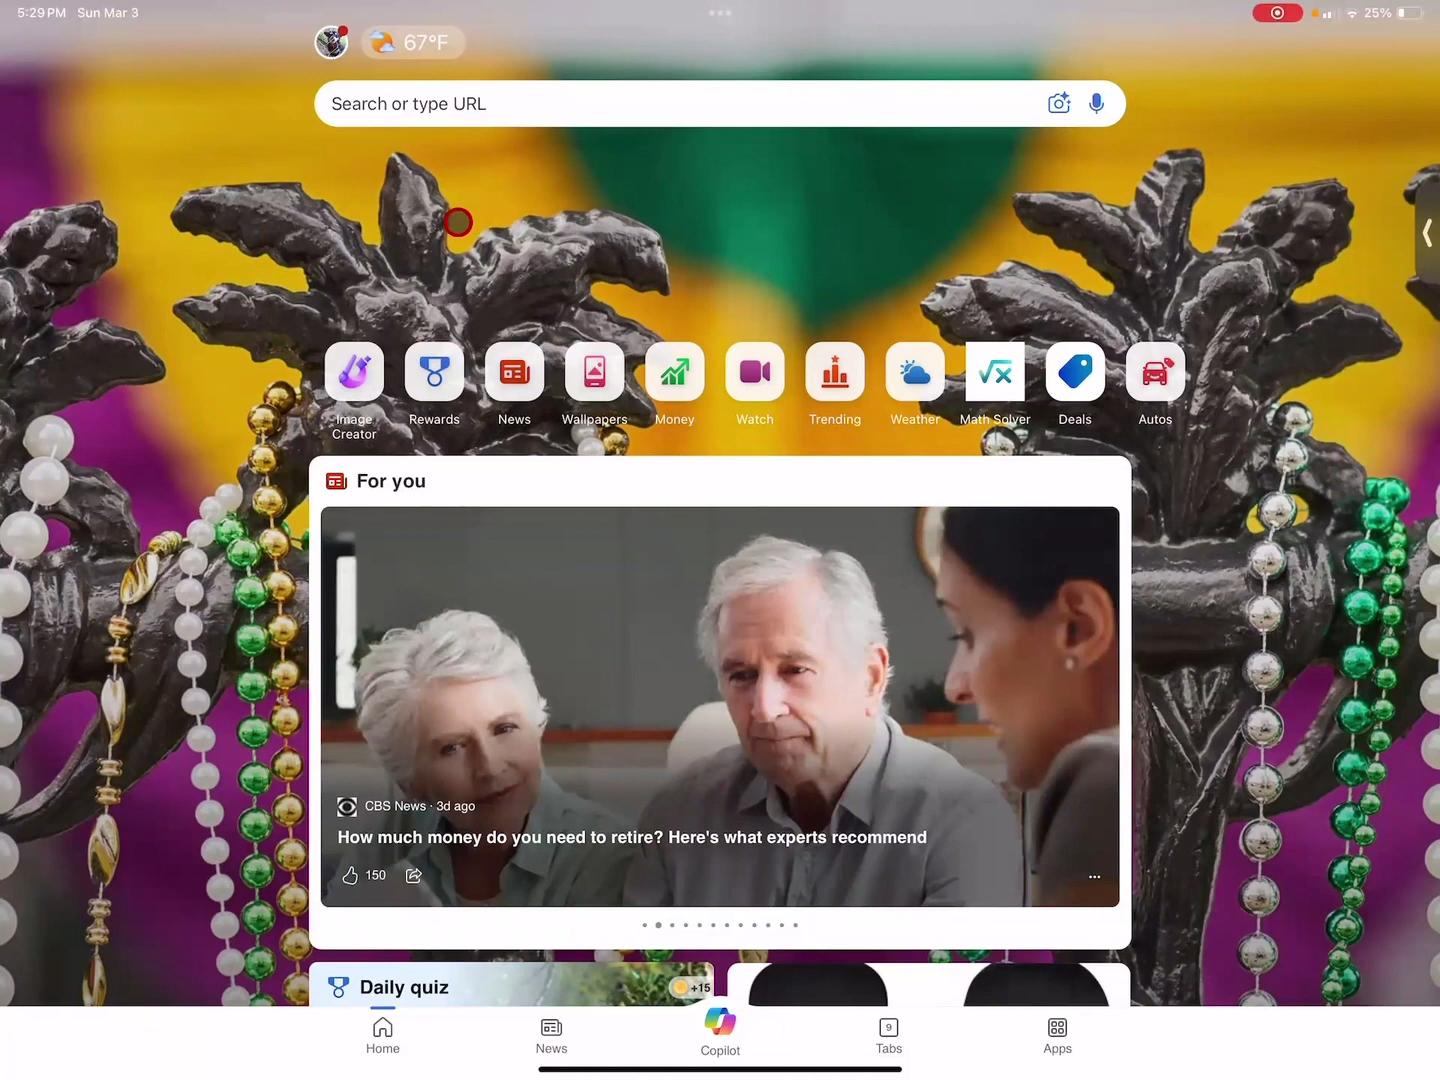 5:29 PM Sun Mar 3
25%
67°F
Search or type URL
Image
Creator
Rewards
News
Wallpapers
Money
Watch
Trending
Weather
Math Solver
Deals
Autos
For you
CBS News · 3d ago
How much money do you need to retire? Here's what experts recommend
150
Daily quiz
+15
9
Home
News
Copilot
Tabs
Apps